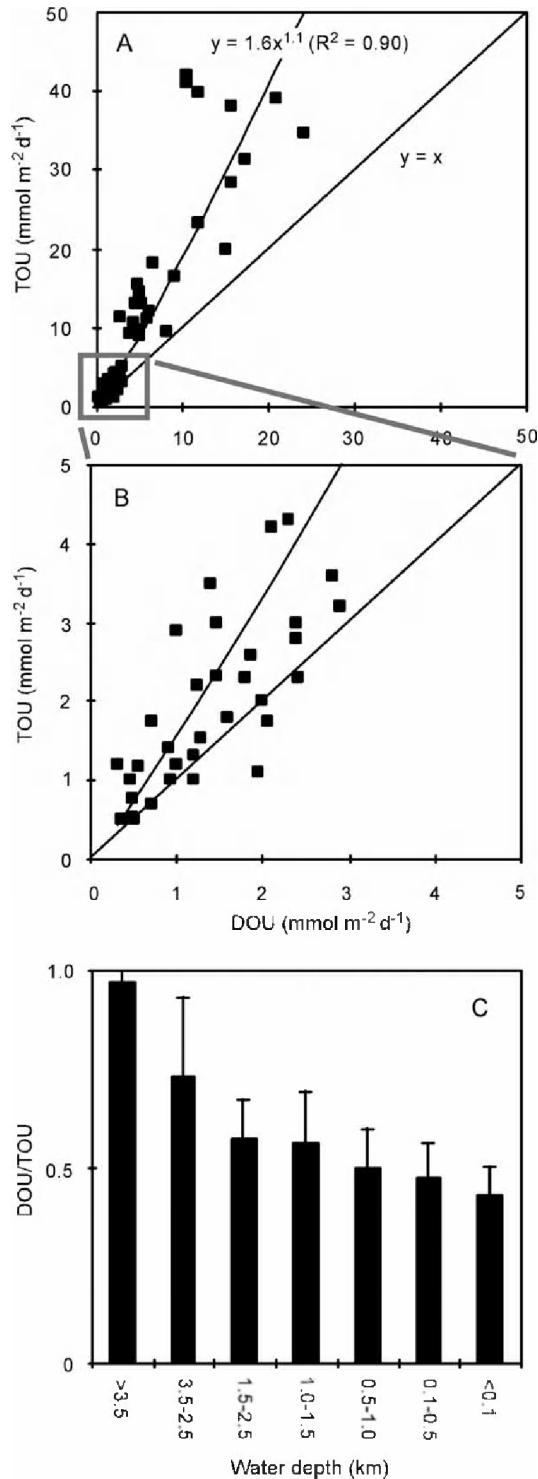 A
y = 1.6x^1.1 (R^2 = 0.90)
y = x
TOU (mmol m^-2 d^-1)
50
40
30
20
10
0
0 10 20 30 40 50
B
TOU (mmol m^-2 d^-1)
5
4
3
2
1
0
0 1 2 3 4 5
DOU (mmol m^-2 d^-1)
C
DOU/TOU
1.0
0.5
0
>3.5
3.5-2.5
1.5-2.5
1.0-1.5
0.5-1.0
0.1-0.5
<0.1
Water depth (km)